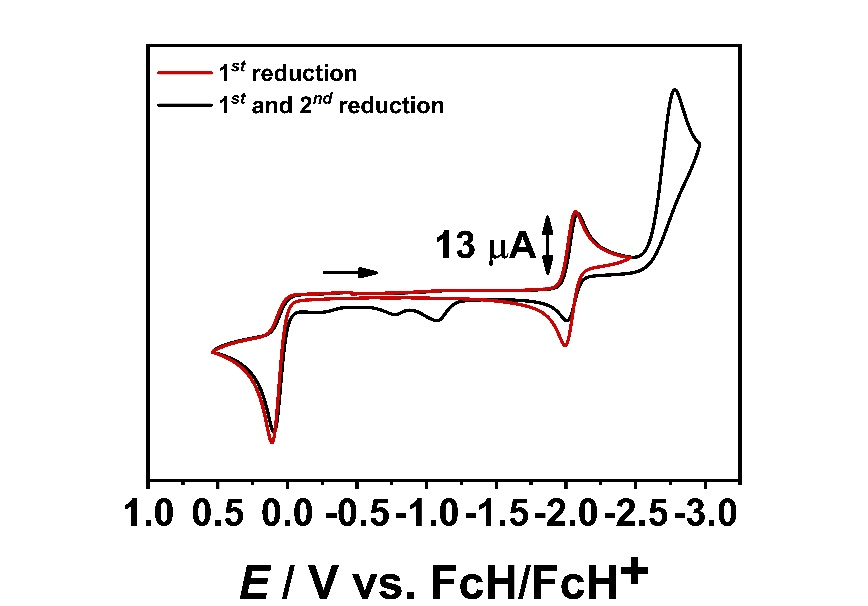 1st reduction
1st and 2nd reduction
13 μA
1.0 0.5 0.0 -0.5 -1.0 -1.5 -2.0 -2.5 -3.0
E / V vs. FcH/FcH+